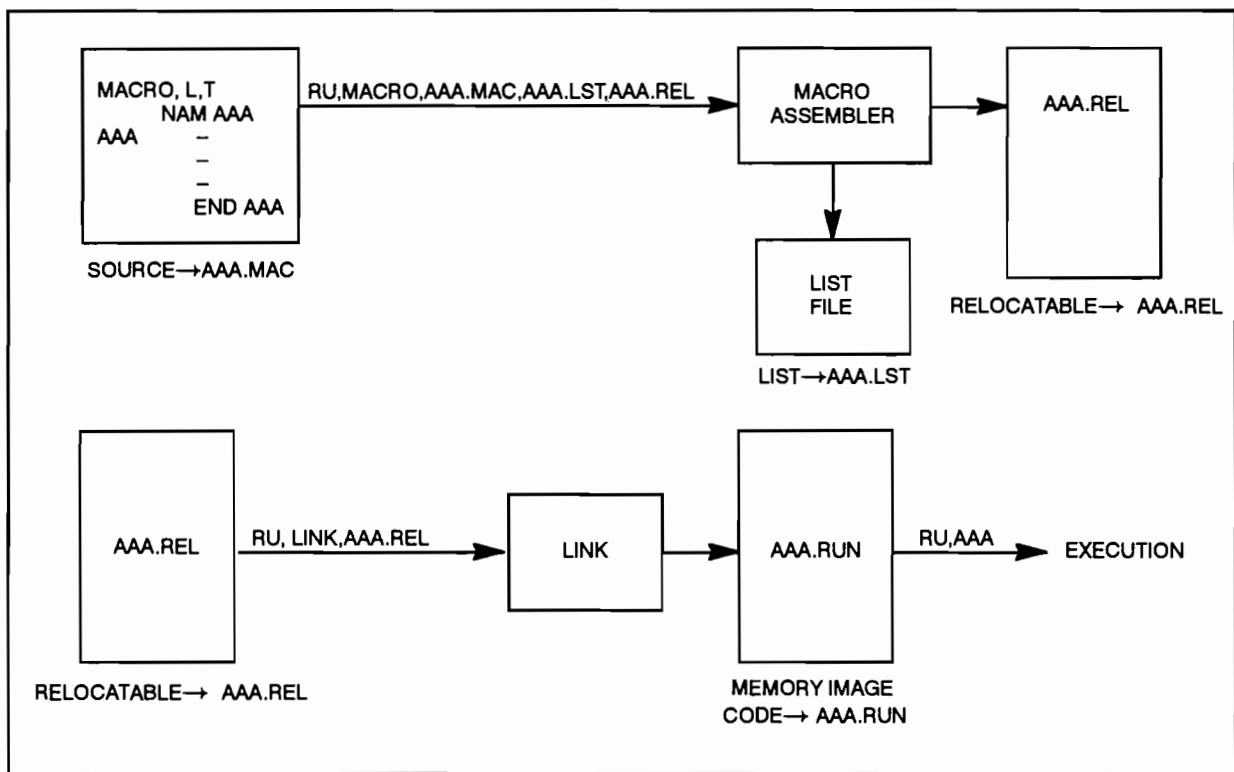 MACRO, L,T
NAM AAA
AAA –
–
–
END AAA
SOURCE→AAA.MAC
RU,MACRO,AAA.MAC,AAA.LST,AAA.REL
MACRO
ASSEMBLER
AAA.REL
RELOCATABLE→ AAA.REL
LIST
FILE
LIST→AAA.LST
AAA.REL
RELOCATABLE→ AAA.REL
RU, LINK,AAA.REL
LINK
AAA.RUN
MEMORY IMAGE
CODE→ AAA.RUN
RU,AAA
EXECUTION